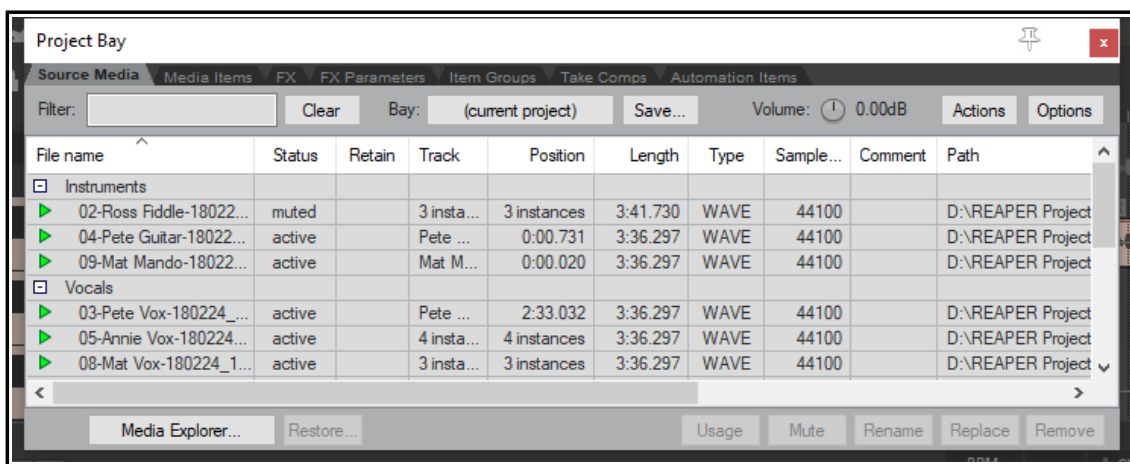 Project Bay
x
Source Media Media Items FX FX Parameters Item Groups Take Comps Automation Items
Filter: Clear Bay: (current project) Save... Volume: 0.00dB Actions Options
File name Status Retain Track Position Length Type Sample... Comment Path
Instruments
02-Ross Fiddle-18022... muted 3 insta... 3 instances 3:41.730 WAVE 44100 D:\REAPER Project
04-Pete Guitar-18022... active Pete ... 0:00.731 3:36.297 WAVE 44100 D:\REAPER Project
09-Mat Mando-18022... active Mat M... 0:00.020 3:36.297 WAVE 44100 D:\REAPER Project
Vocals
03-Pete Vox-180224_... active Pete ... 2:33.032 3:36.297 WAVE 44100 D:\REAPER Project
05-Annie Vox-180224... active 4 insta... 4 instances 3:36.297 WAVE 44100 D:\REAPER Project
08-Mat Vox-180224_1... active 3 insta... 3 instances 3:36.297 WAVE 44100 D:\REAPER Project
Media Explorer... Restore... Usage Mute Rename Replace Remove